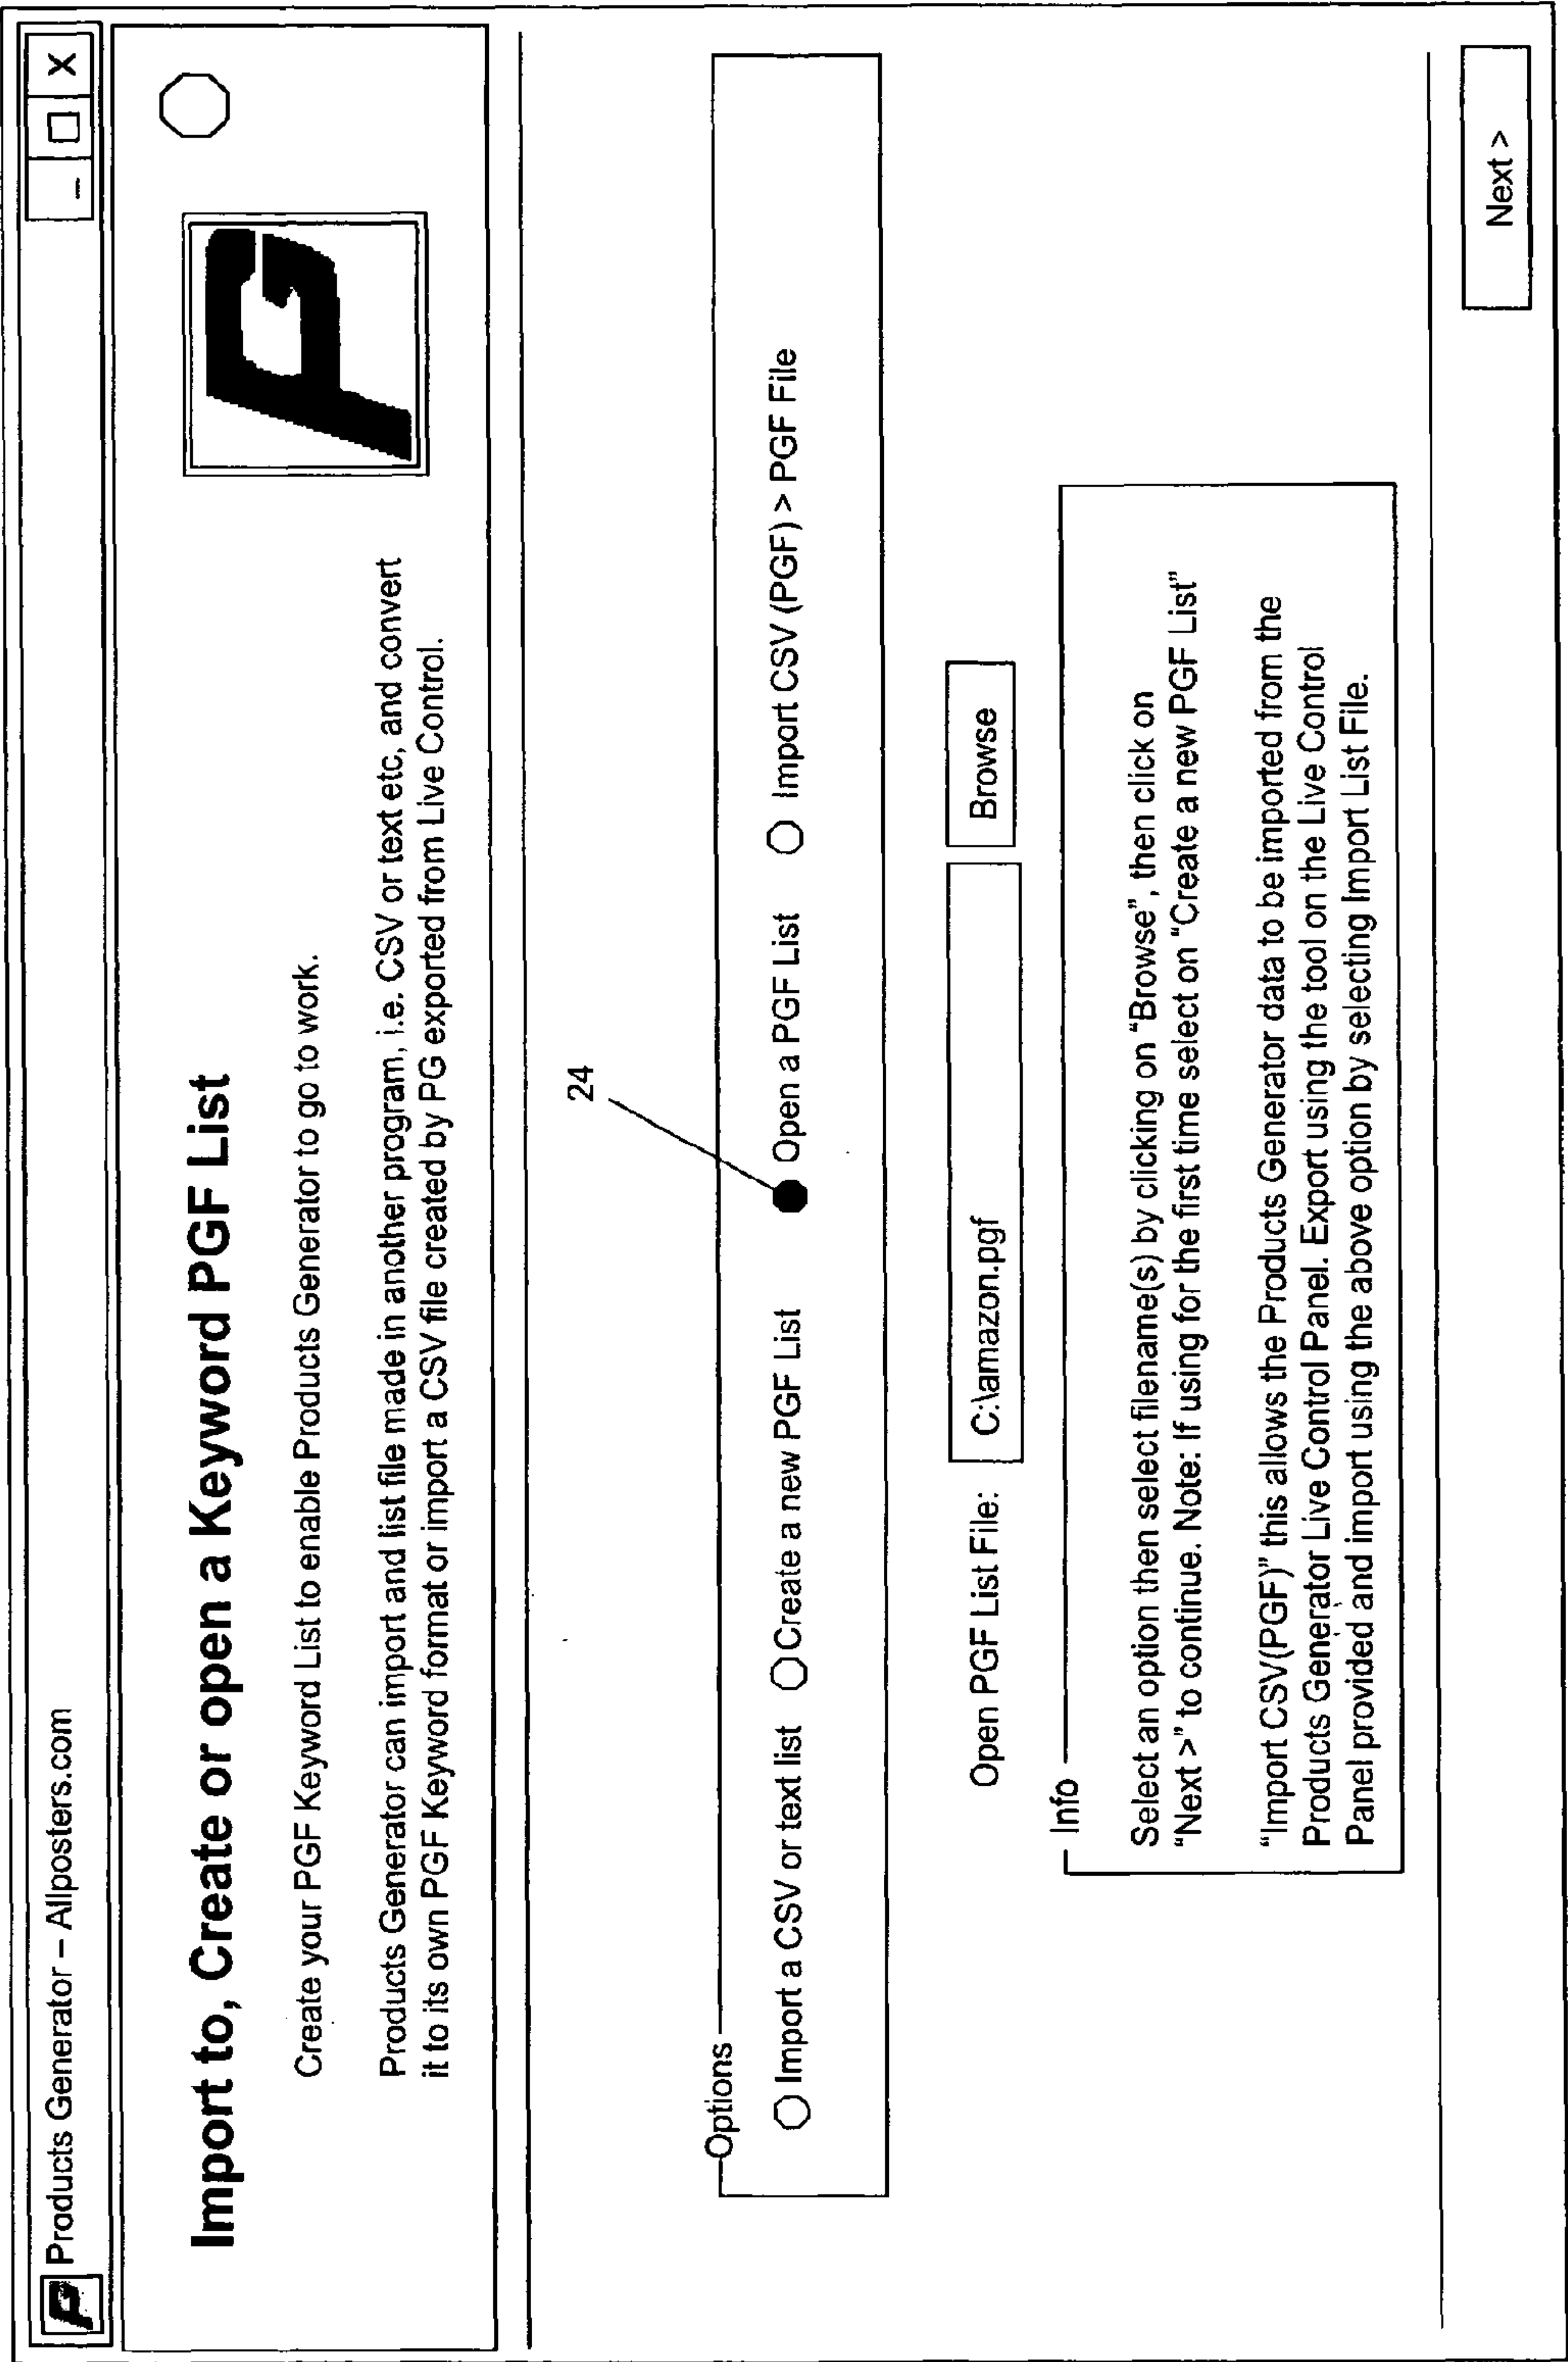 PG Products Generator – Allposters.com
– □ X
Import to, Create or open a Keyword PGF List
Create your PGF Keyword List to enable Products Generator to go to work.
Products Generator can import and list file made in another program, i.e. CSV or text etc, and convert
it to its own PGF Keyword format or import a CSV file created by PG exported from Live Control.
PG
24
Options
Import a CSV or text list Create a new PGF List Open a PGF List Import CSV (PGF) > PGF File
Open PGF List File: C:\amazon.pgf Browse
Info
Select an option then select filename(s) by clicking on “Browse”, then click on
“Next >” to continue. Note: If using for the first time select on “Create a new PGF List”
“Import CSV(PGF)” this allows the Products Generator data to be imported from the
Products Generator Live Control Panel. Export using the tool on the Live Control
Panel provided and import using the above option by selecting Import List File.
Next >